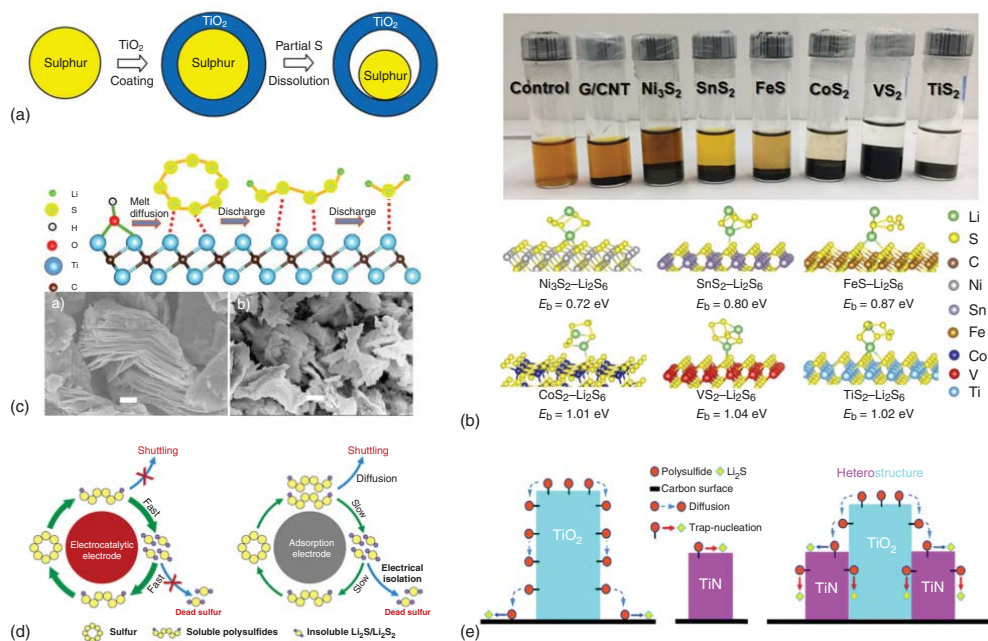 Sulphur
TiO2
Coating
TiO2
Sulphur
Partial S
Dissolution
TiO2
Sulphur
(a)
Control
G/CNT
Ni3S2
SnS2
FeS
CoS2
VS2
TiS2
Li
S
C
Ni
Sn
Fe
Co
V
Ti
Ni3S2–Li2S6
Eb = 0.72 eV
SnS2–Li2S6
Eb = 0.80 eV
FeS–Li2S6
Eb = 0.87 eV
CoS2–Li2S6
Eb = 1.01 eV
VS2–Li2S6
Eb = 1.04 eV
TiS2–Li2S6
Eb = 1.02 eV
(b)
Li
S
H
O
Ti
C
Melt
diffusion
Discharge
Discharge
a)
b)
(c)
Shuttling
Fast
Fast
Electrocatalytic
electrode
Dead sulfur
Shuttling
Diffusion
Slow
Slow
Adsorption
electrode
Electrical
isolation
Dead sulfur
(d)
Sulfur
Soluble polysulfides
Insoluble Li2S/Li2S2
TiO2
Polysulfide
Li2S
Carbon surface
Diffusion
Trap-nucleation
TiN
Heterostructure
TiO2
TiN
TiN
(e)